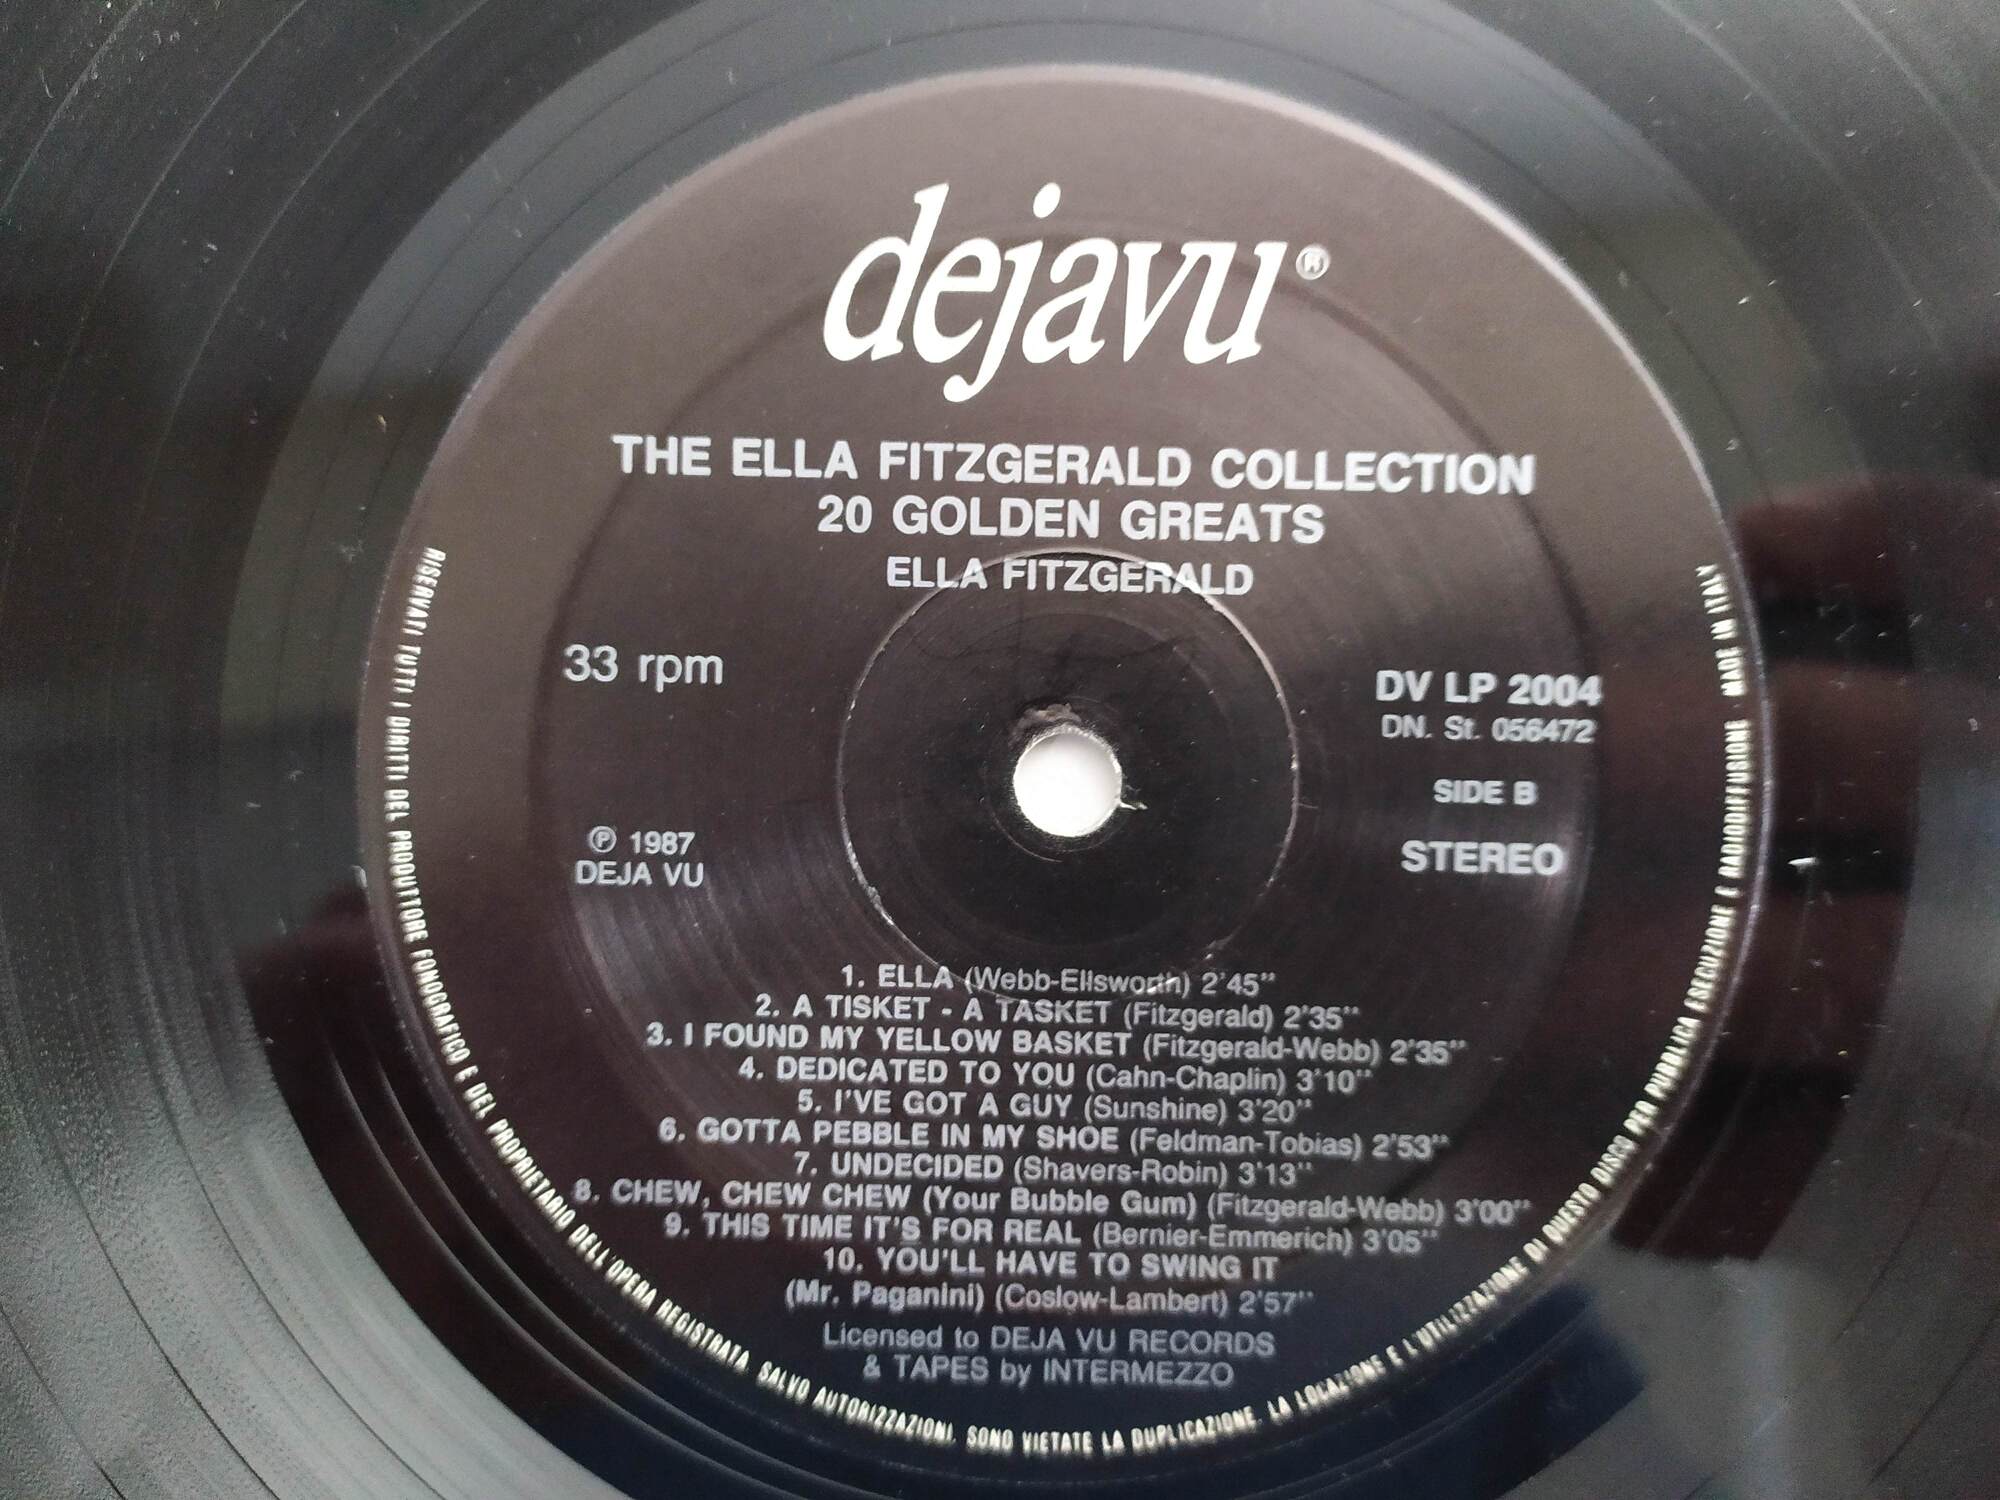 dejavu®
THE ELLA FITZGERALD COLLECTION
20 GOLDEN GREATS
ELLA FITZGERALD
33 rpm
DV LP 2004
DN. St. 056472
SIDE B
STEREO
℗ 1987
DEJA VU
1. ELLA (Webb-Ellsworth) 2'45"
2. A TISKET - A TASKET (Fitzgerald) 2'35"
3. I FOUND MY YELLOW BASKET (Fitzgerald-Webb) 2'35"
4. DEDICATED TO YOU (Cahn-Chaplin) 3'10"
5. I'VE GOT A GUY (Sunshine) 3'20"
6. GOTTA PEBBLE IN MY SHOE (Feldman-Tobias) 2'53"
7. UNDECIDED (Shavers-Robin) 3'13"
8. CHEW, CHEW CHEW (Your Bubble Gum) (Fitzgerald-Webb) 3'00"
9. THIS TIME IT'S FOR REAL (Bernier-Emmerich) 3'05"
10. YOU'LL HAVE TO SWING IT
(Mr. Paganini) (Coslow-Lambert) 2'57"
Licensed to DEJA VU RECORDS
& TAPES by INTERMEZZO
RISERVATI TUTTI I DIRITTI DEL PRODUTTORE FONOGRAFICO E DEL PROPRIETARIO DELL'OPERA REGISTRATA SALVO AUTORIZZAZIONI. SONO VIETATE LA DUPLICAZIONE, LA LOCAZIONE E L'UTILIZZAZIONE DI QUESTO DISCO PER PUBBLICA ESECUZIONE E RADIODIFFUSIONE MADE IN ITALY